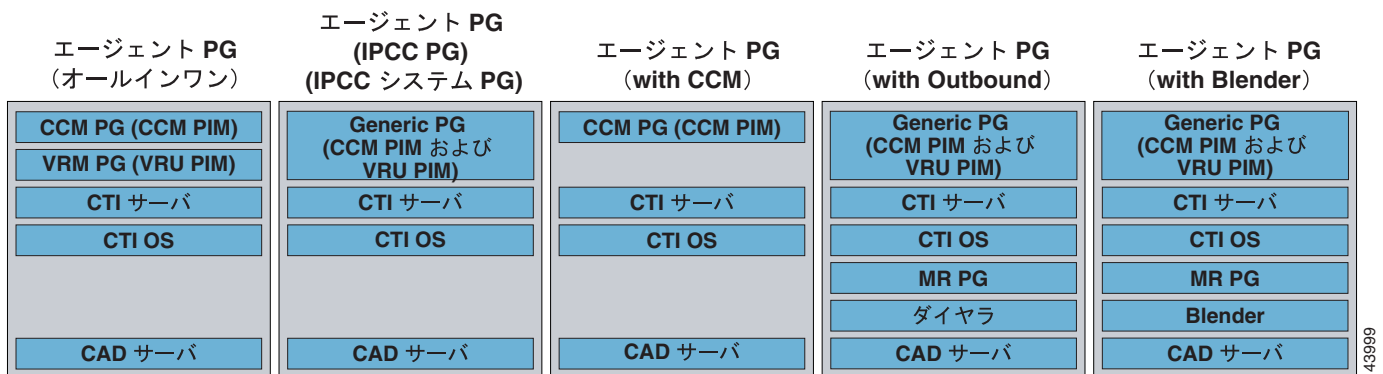 エージェント PG
（オールインワン）
CCM PG (CCM PIM)
VRM PG (VRU PIM)
CTI サーバ
CTI OS
CAD サーバ
エージェント PG
(IPCC PG)
(IPCC システム PG)
Generic PG
(CCM PIM および
VRU PIM)
CTI サーバ
CTI OS
CAD サーバ
エージェント PG
（with CCM）
CCM PG (CCM PIM)
CTI サーバ
CTI OS
CAD サーバ
エージェント PG
（with Outbound）
Generic PG
(CCM PIM および
VRU PIM)
CTI サーバ
CTI OS
MR PG
ダイヤラ
CAD サーバ
エージェント PG
（with Blender）
Generic PG
(CCM PIM および
VRU PIM)
CTI サーバ
CTI OS
MR PG
Blender
CAD サーバ
43999